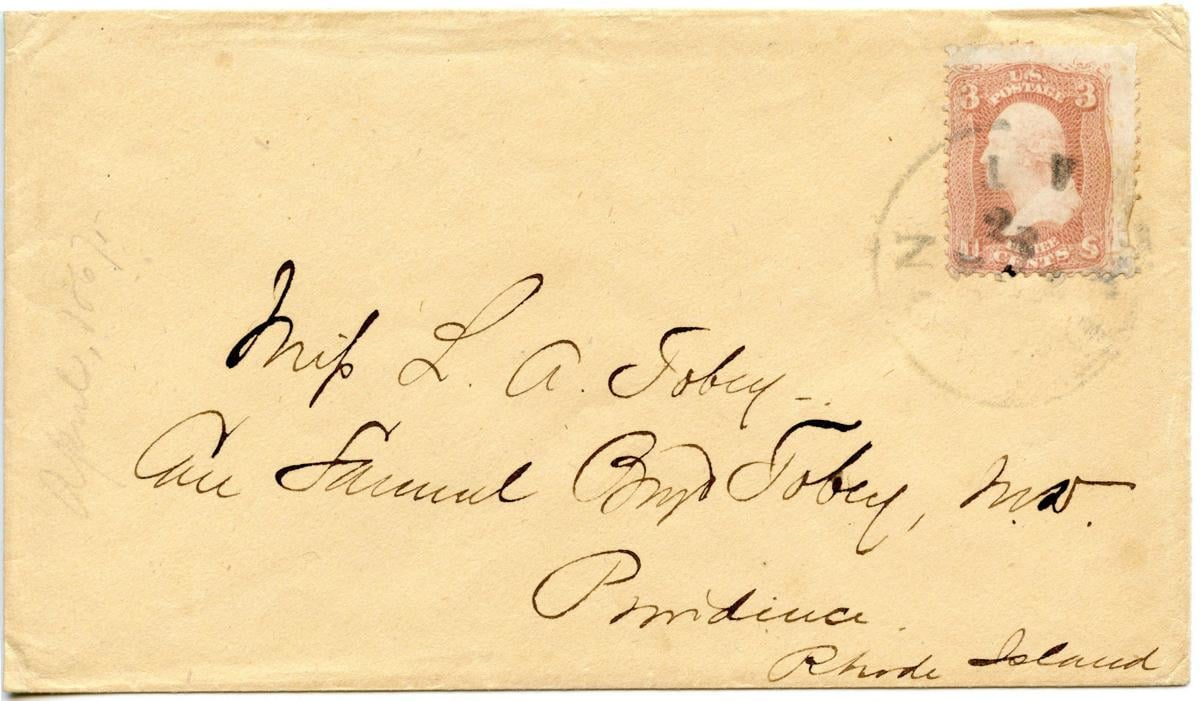 U.S.
POSTAGE
3 3
THREE
CENTS
N
Miss L. A. Tobey
Care Samuel Boyd Tobey, M.D.
Providence
Rhode Island
April, 1867